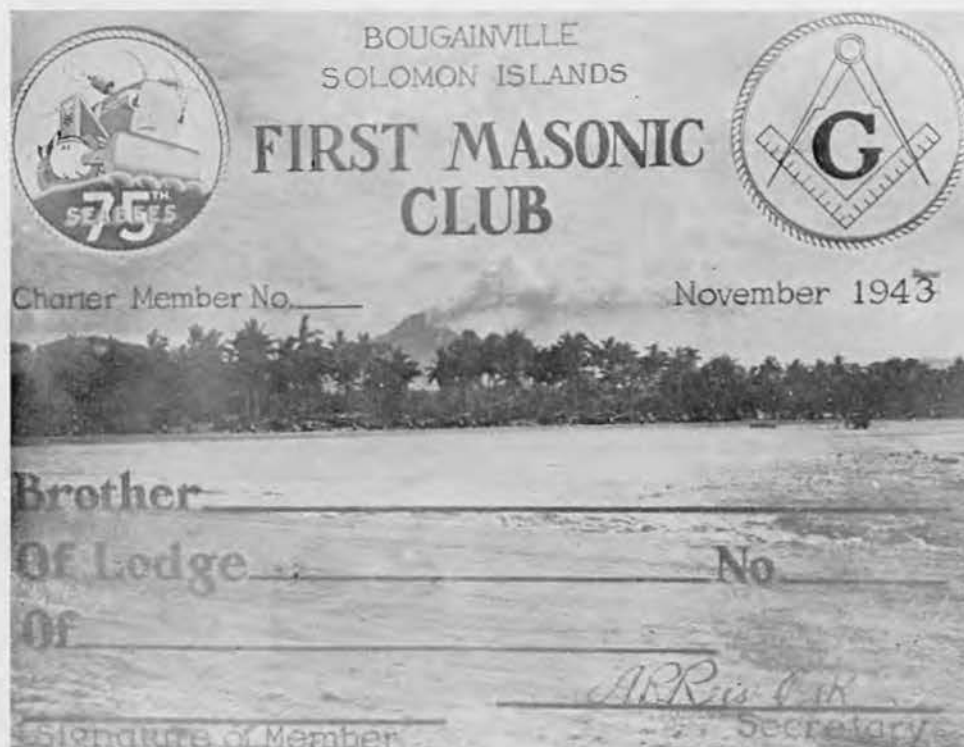 BOUGAINVILLE
SOLOMON ISLANDS
FIRST MASONIC
CLUB
75TH
SEABEES
G
Charter Member No.
November 1943
Brother
Of Lodge No
Of
Secretary
Signature of Member